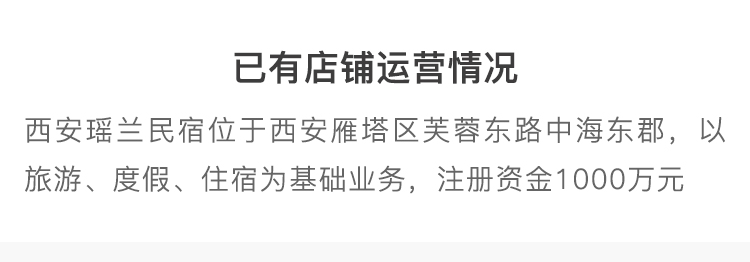 已有店铺运营情况
西安瑶兰民宿位于西安雁塔区芙蓉东路中海东郡，以
旅游、度假、住宿为基础业务，注册资金1000万元